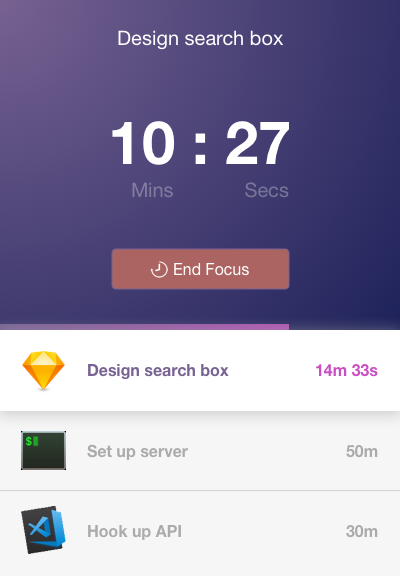 Design search box
10 : 27
Mins Secs
End Focus
Design search box 14m 33s
$
Set up server 50m
Hook up API 30m